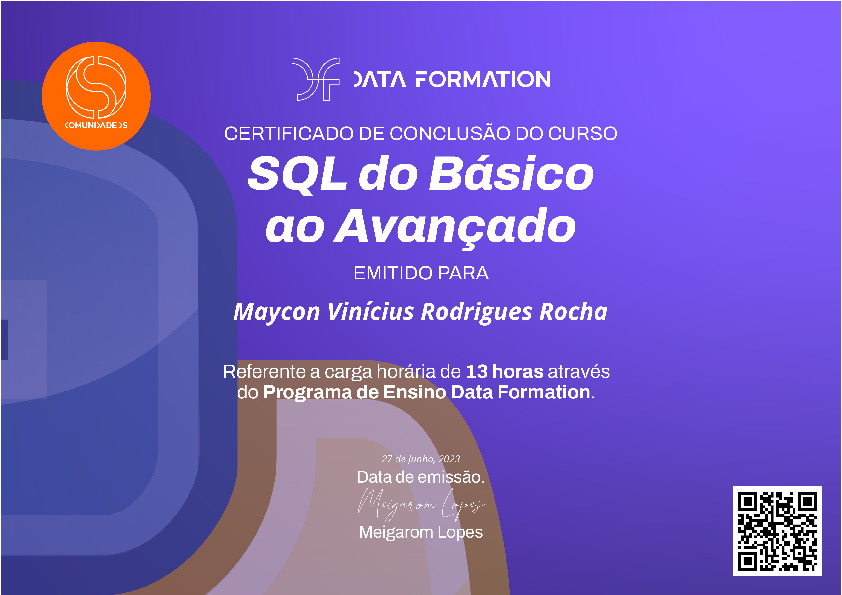 COMUNIDADE DS
DATA FORMATION
CERTIFICADO DE CONCLUSÃO DO CURSO
SQL do Básico
ao Avançado
EMITIDO PARA
Maycon Vinícius Rodrigues Rocha
Referente a carga horária de 13 horas através
do Programa de Ensino Data Formation.
27 de Junho, 2023
Data de emissão.
Meigarom Lopes
Meigarom Lopes